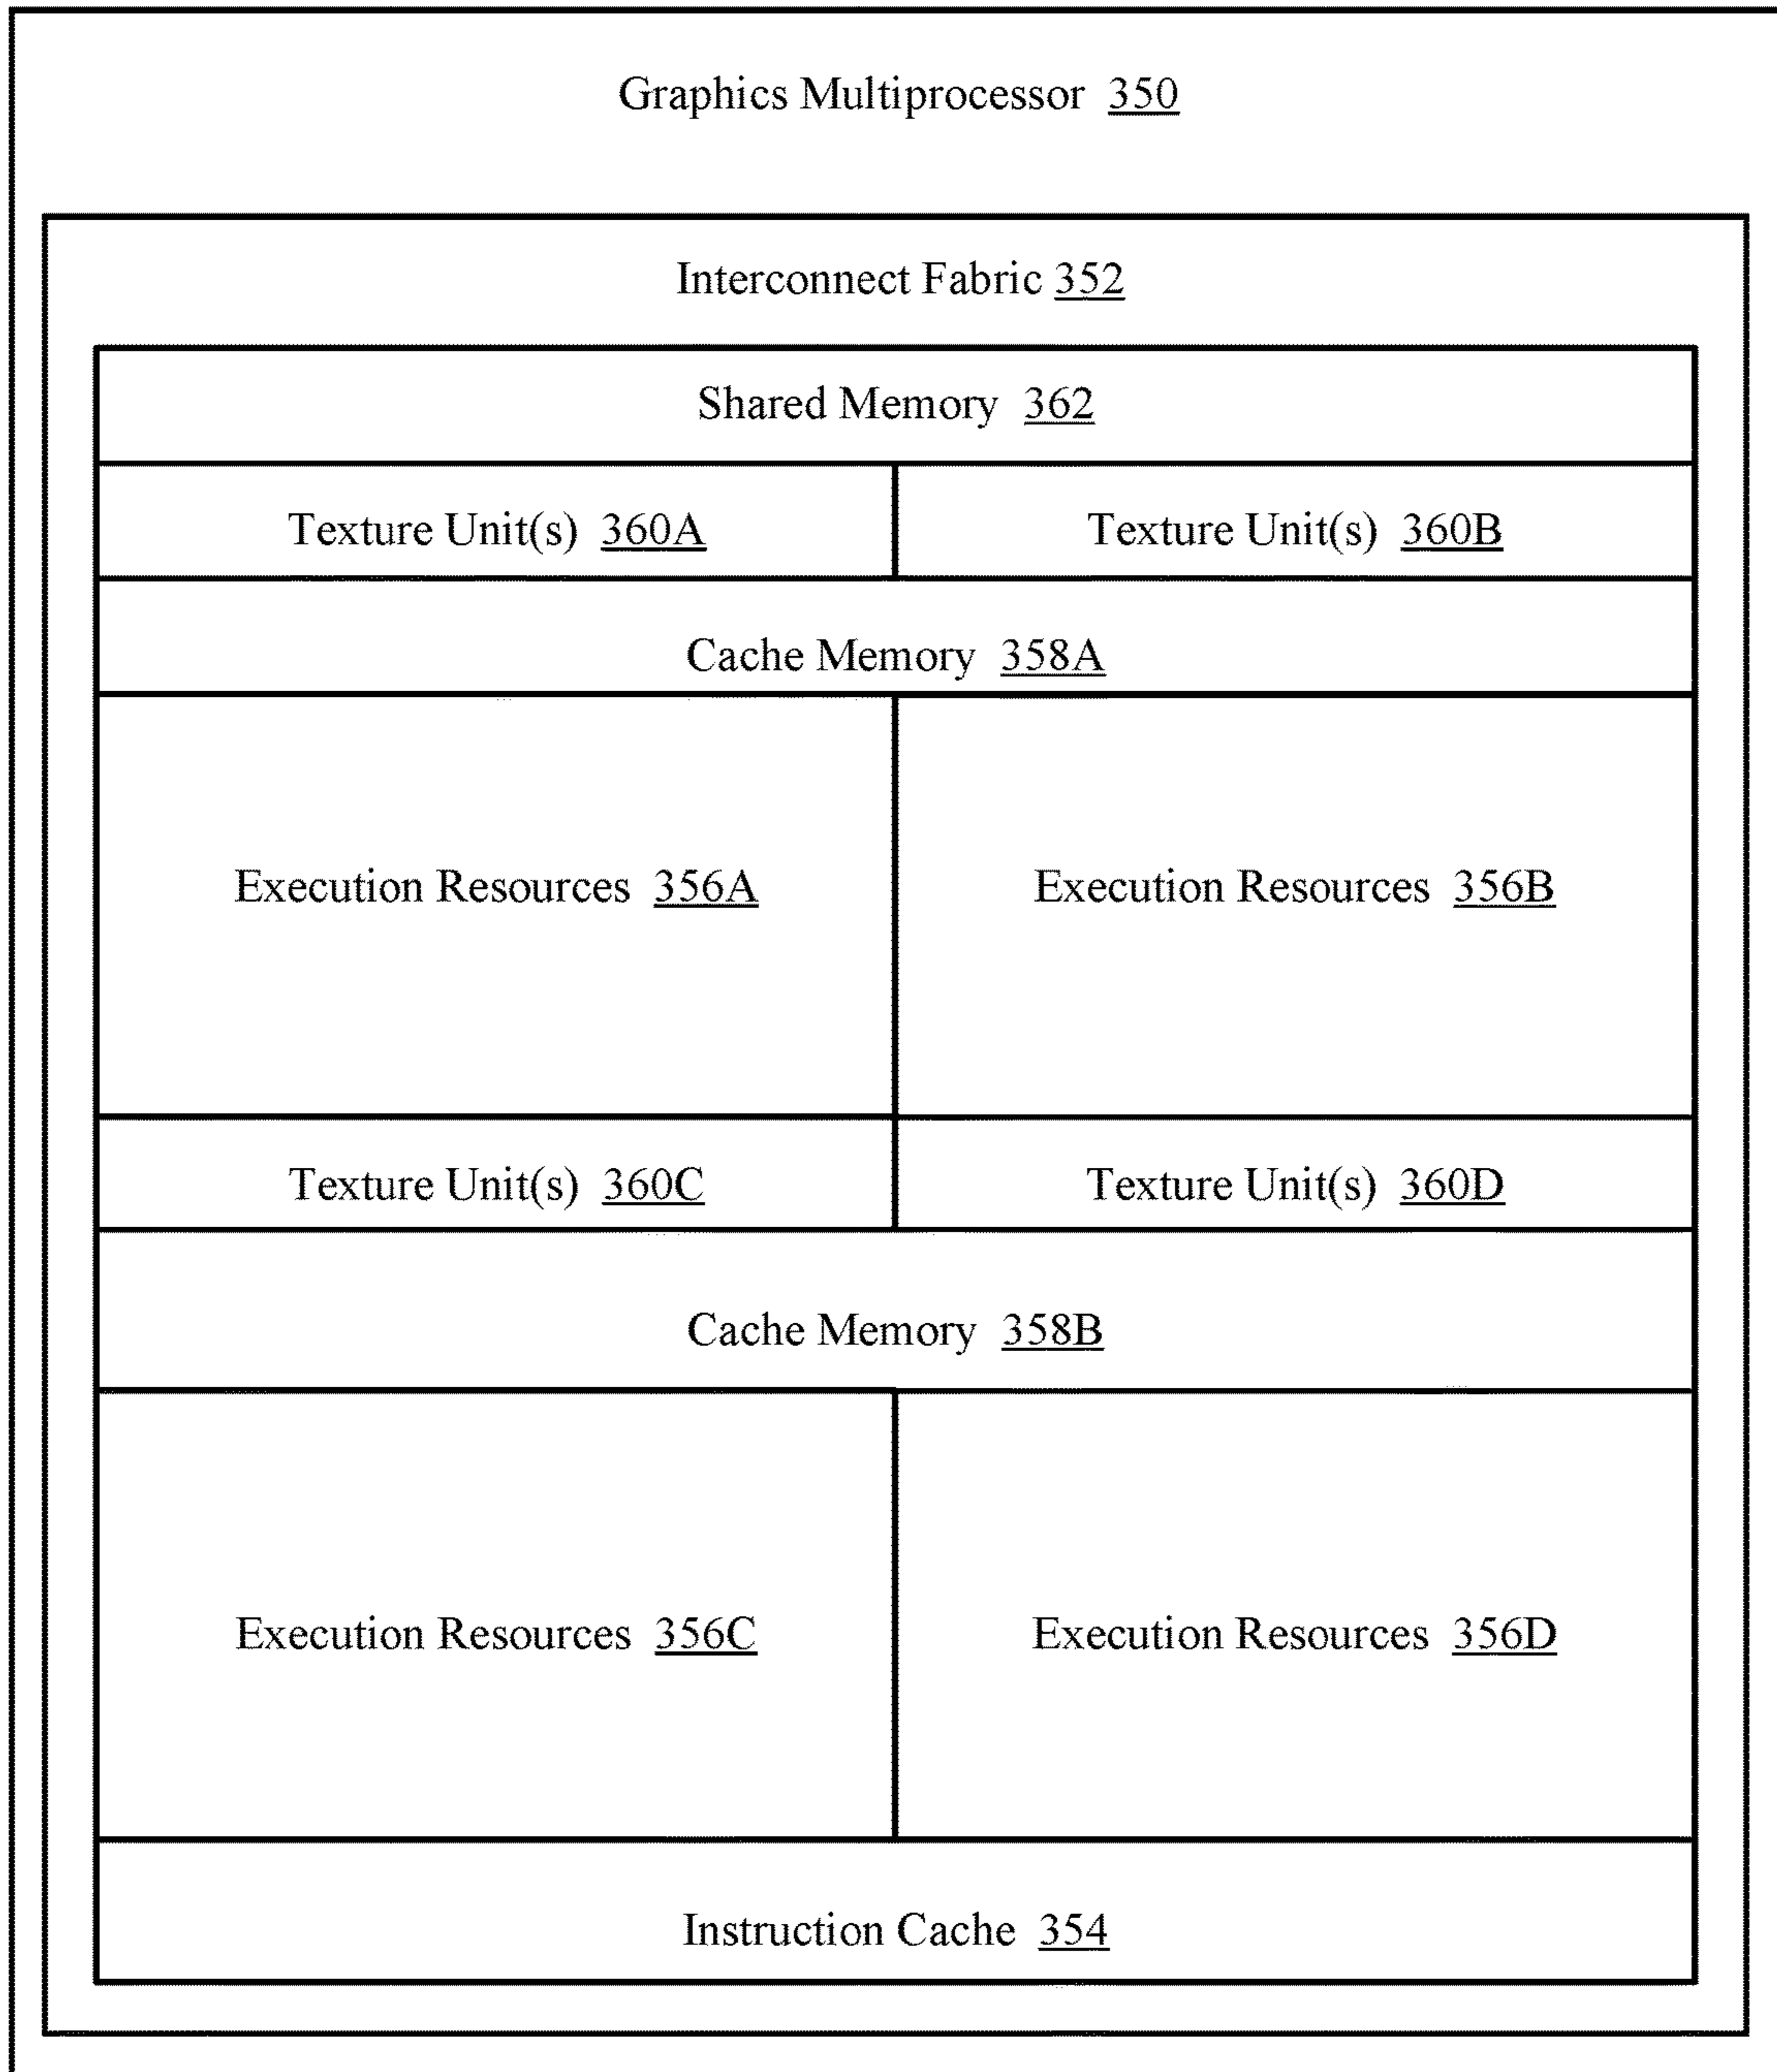 Graphics Multiprocessor 350
Interconnect Fabric 352
Shared Memory 362
Texture Unit(s) 360A
Texture Unit(s) 360B
Cache Memory 358A
Execution Resources 356A
Execution Resources 356B
Texture Unit(s) 360C
Texture Unit(s) 360D
Cache Memory 358B
Execution Resources 356C
Execution Resources 356D
Instruction Cache 354